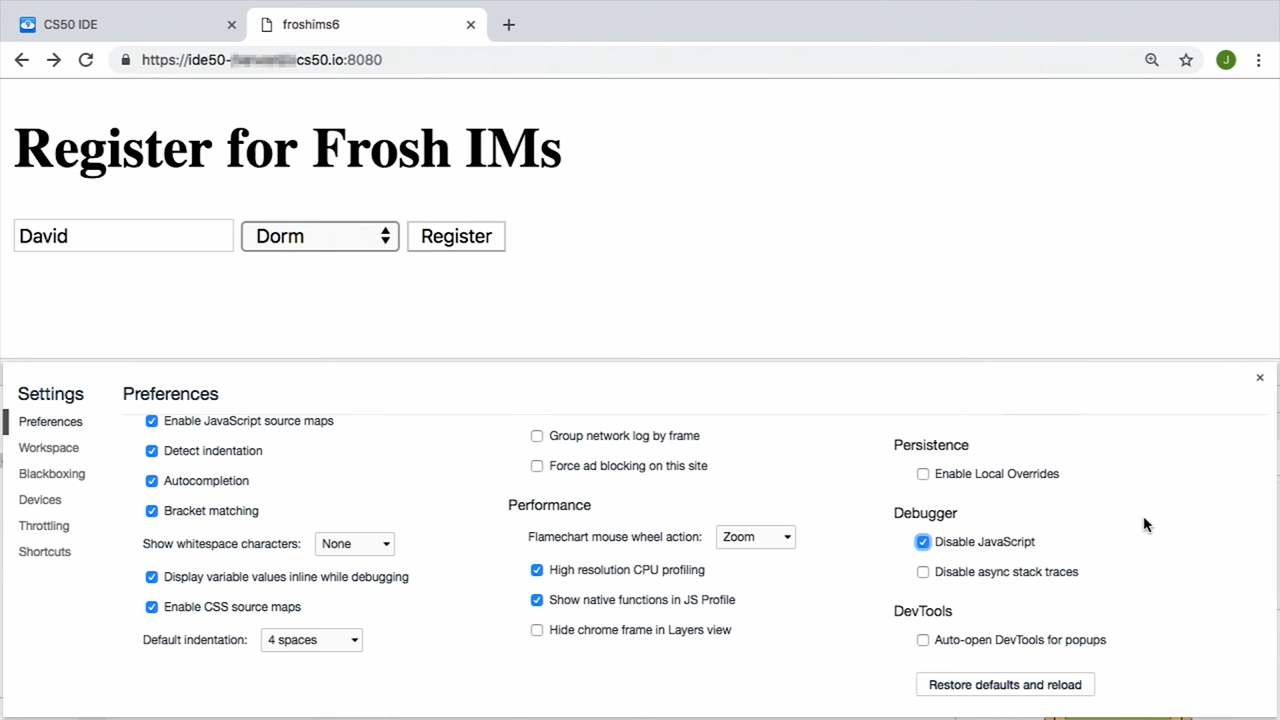 CS50 IDE
froshims6
https://ide50-
cs50.io:8080
J
Register for Frosh IMs
David
Dorm
Register
Settings
Preferences
Workspace
Blackboxing
Devices
Throttling
Shortcuts
Preferences
Enable JavaScript source maps
Detect indentation
Autocompletion
Bracket matching
Show whitespace characters: None
Display variable values inline while debugging
Enable CSS source maps
Default indentation: 4 spaces
Group network log by frame
Force ad blocking on this site
Performance
Flamechart mouse wheel action: Zoom
High resolution CPU profiling
Show native functions in JS Profile
Hide chrome frame in Layers view
Persistence
Enable Local Overrides
Debugger
Disable JavaScript
Disable async stack traces
DevTools
Auto-open DevTools for popups
Restore defaults and reload